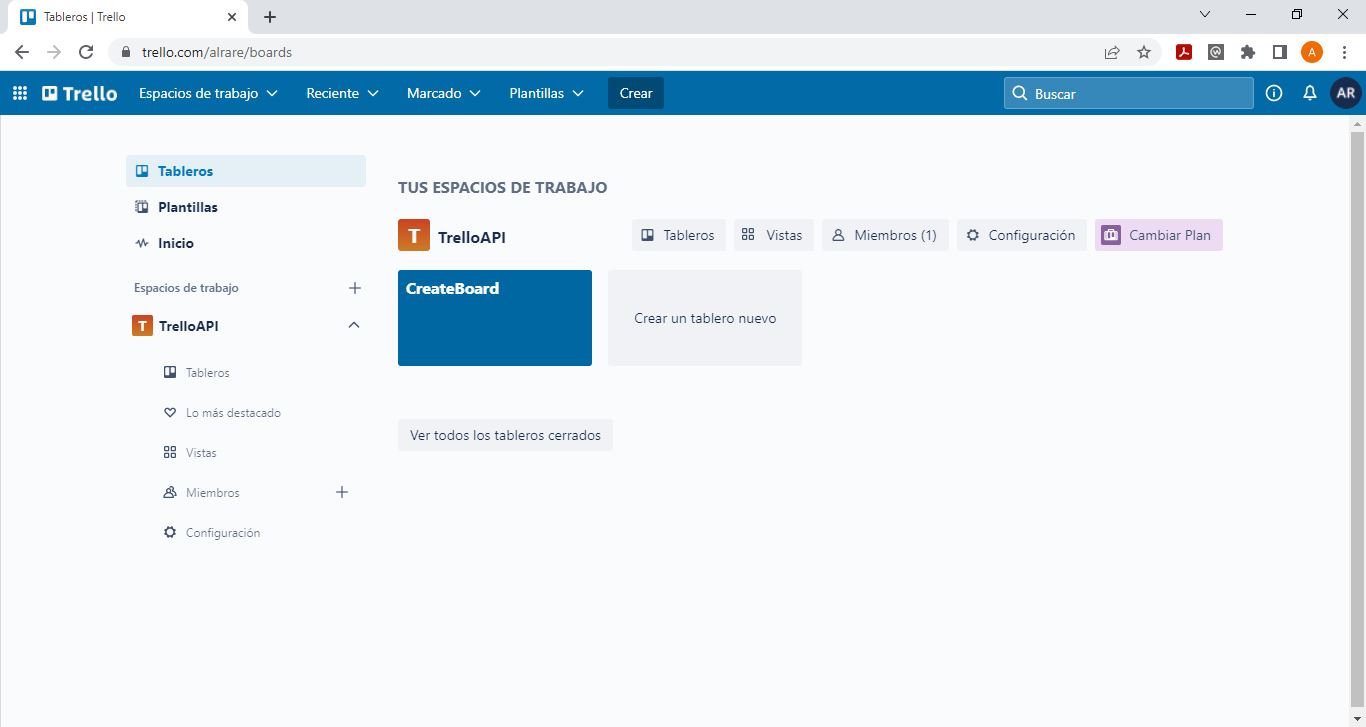 Tableros | Trello
trello.com/alrare/boards
A
Trello Espacios de trabajo Reciente Marcado Plantillas Crear Buscar AR
Tableros
Plantillas
Inicio
Espacios de trabajo
T TrelloAPI
Tableros
Lo más destacado
Vistas
Miembros
Configuración
TUS ESPACIOS DE TRABAJO
T TrelloAPI Tableros Vistas Miembros (1) Configuración Cambiar Plan
CreateBoard
Crear un tablero nuevo
Ver todos los tableros cerrados